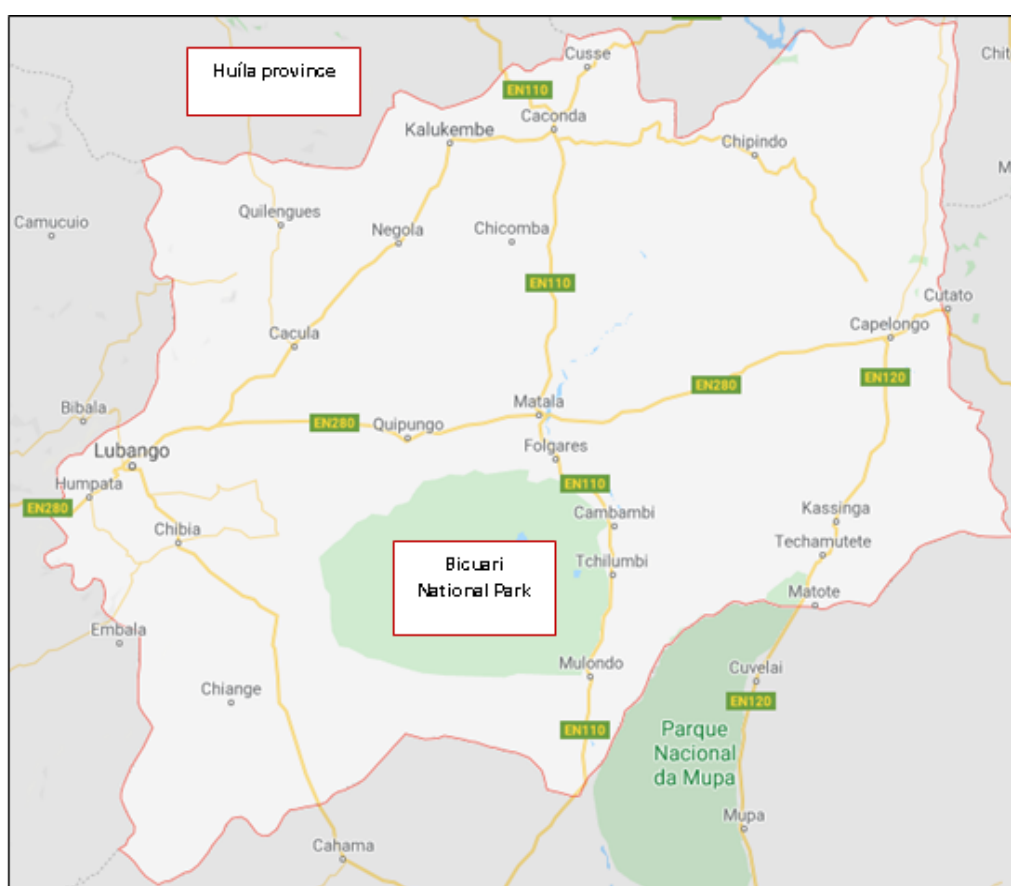 Cusse
Huíla province
Chit
EN110
Caconda
Kalukembe
Chipindo
M
Quilengues
Camucuio
Negola
Chicomba
EN110
Cutato
Capelongo
Cacula
EN120
EN280
Bibala
Matala
EN280
Quipungo
Lubango
Folgares
Humpata
EN110
EN280
Cambambi
Kassinga
Chibia
Techamutete
Bicuari
National Park
Tchilumbi
Matote
Embala
Mulondo
Cuvelai
Chiange
EN120
EN110
Parque
Nacional
da Mupa
Mupa
Cahama